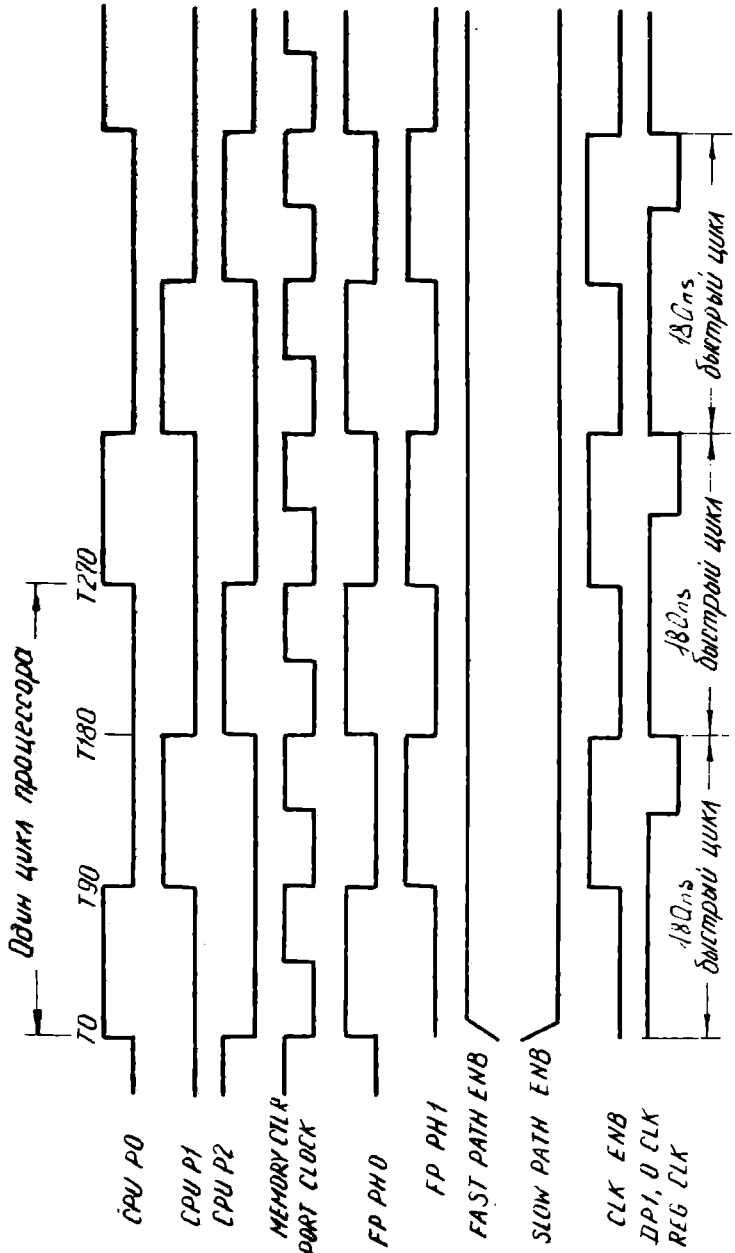 Один цикл процессора
T0 T90 T180 T270
CPU P0
CPU P1
CPU P2
MEMORY CTLR
PORT CLOCK
FP PH0
FP PH1
FAST PATH ENB
SLOW PATH ENB
CLK ENB
DP1, 0 CLK
REG CLK
180ns
быстрый цикл
180ns
быстрый цикл
180ns
быстрый цикл